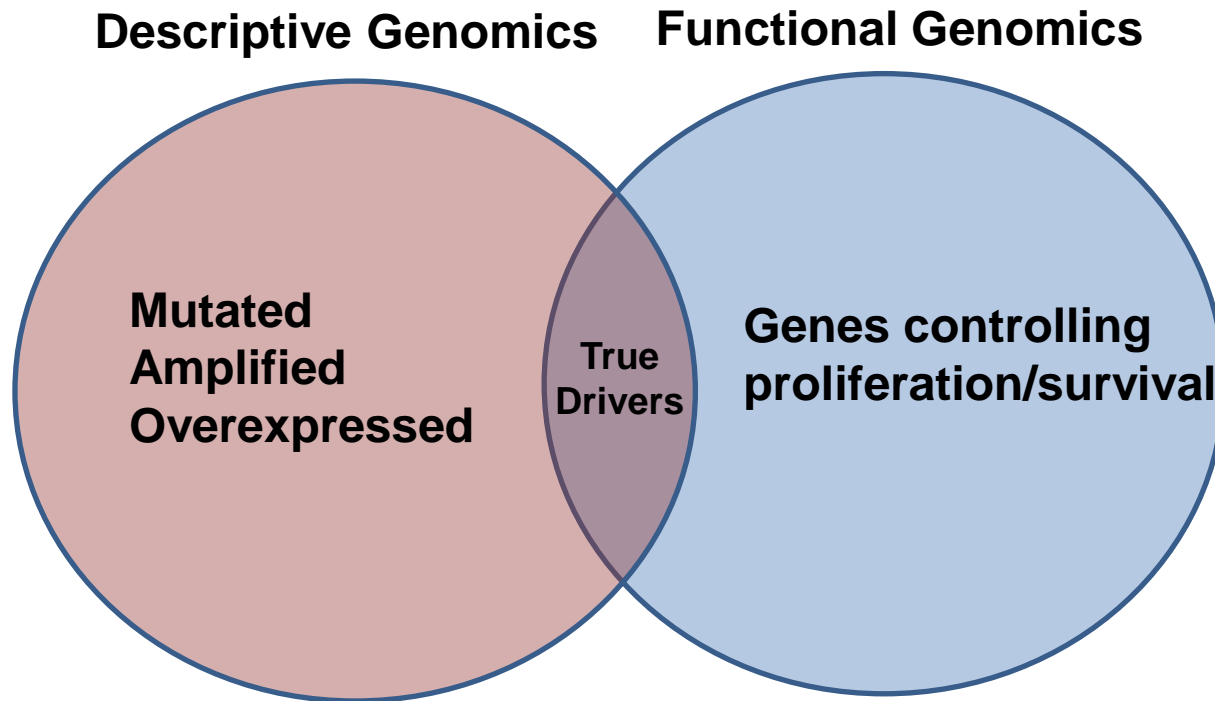 Descriptive Genomics
Functional Genomics
Mutated
Amplified
Overexpressed
True
Drivers
Genes controlling
proliferation/survival